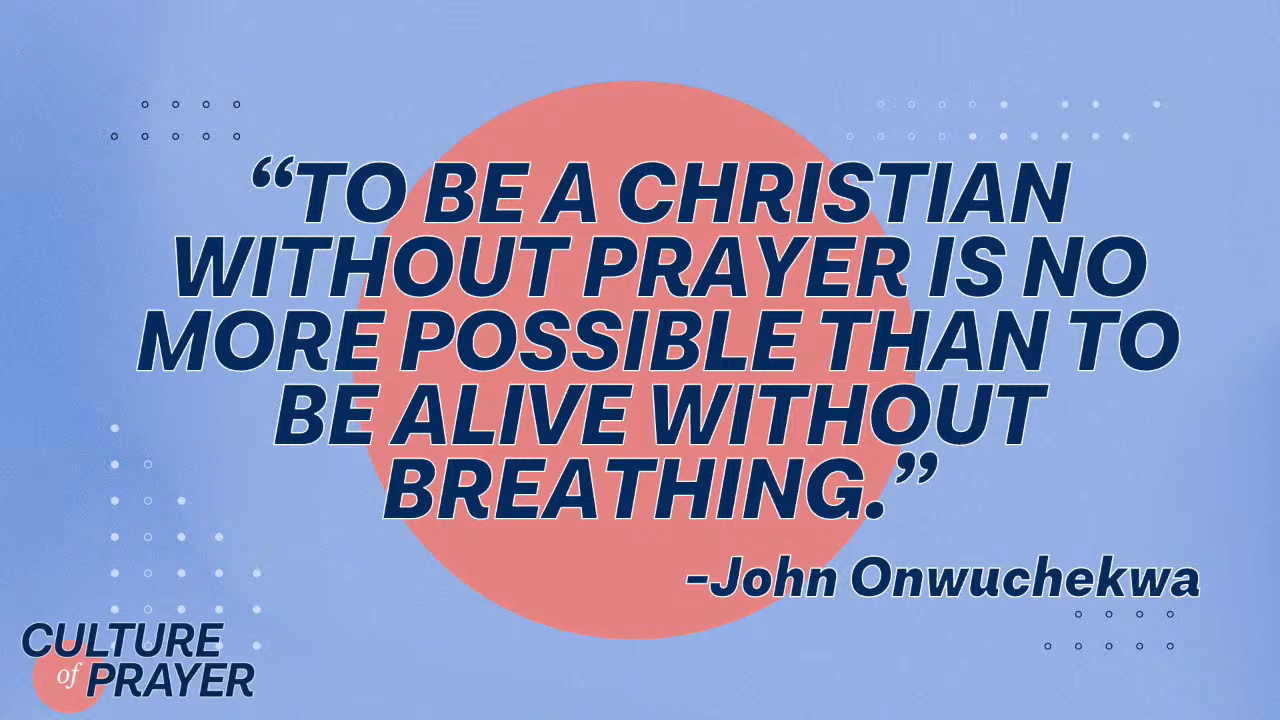 “TO BE A CHRISTIAN
WITHOUT PRAYER IS NO
MORE POSSIBLE THAN TO
BE ALIVE WITHOUT
BREATHING.”
-John Onwuchekwa
CULTURE
of PRAYER